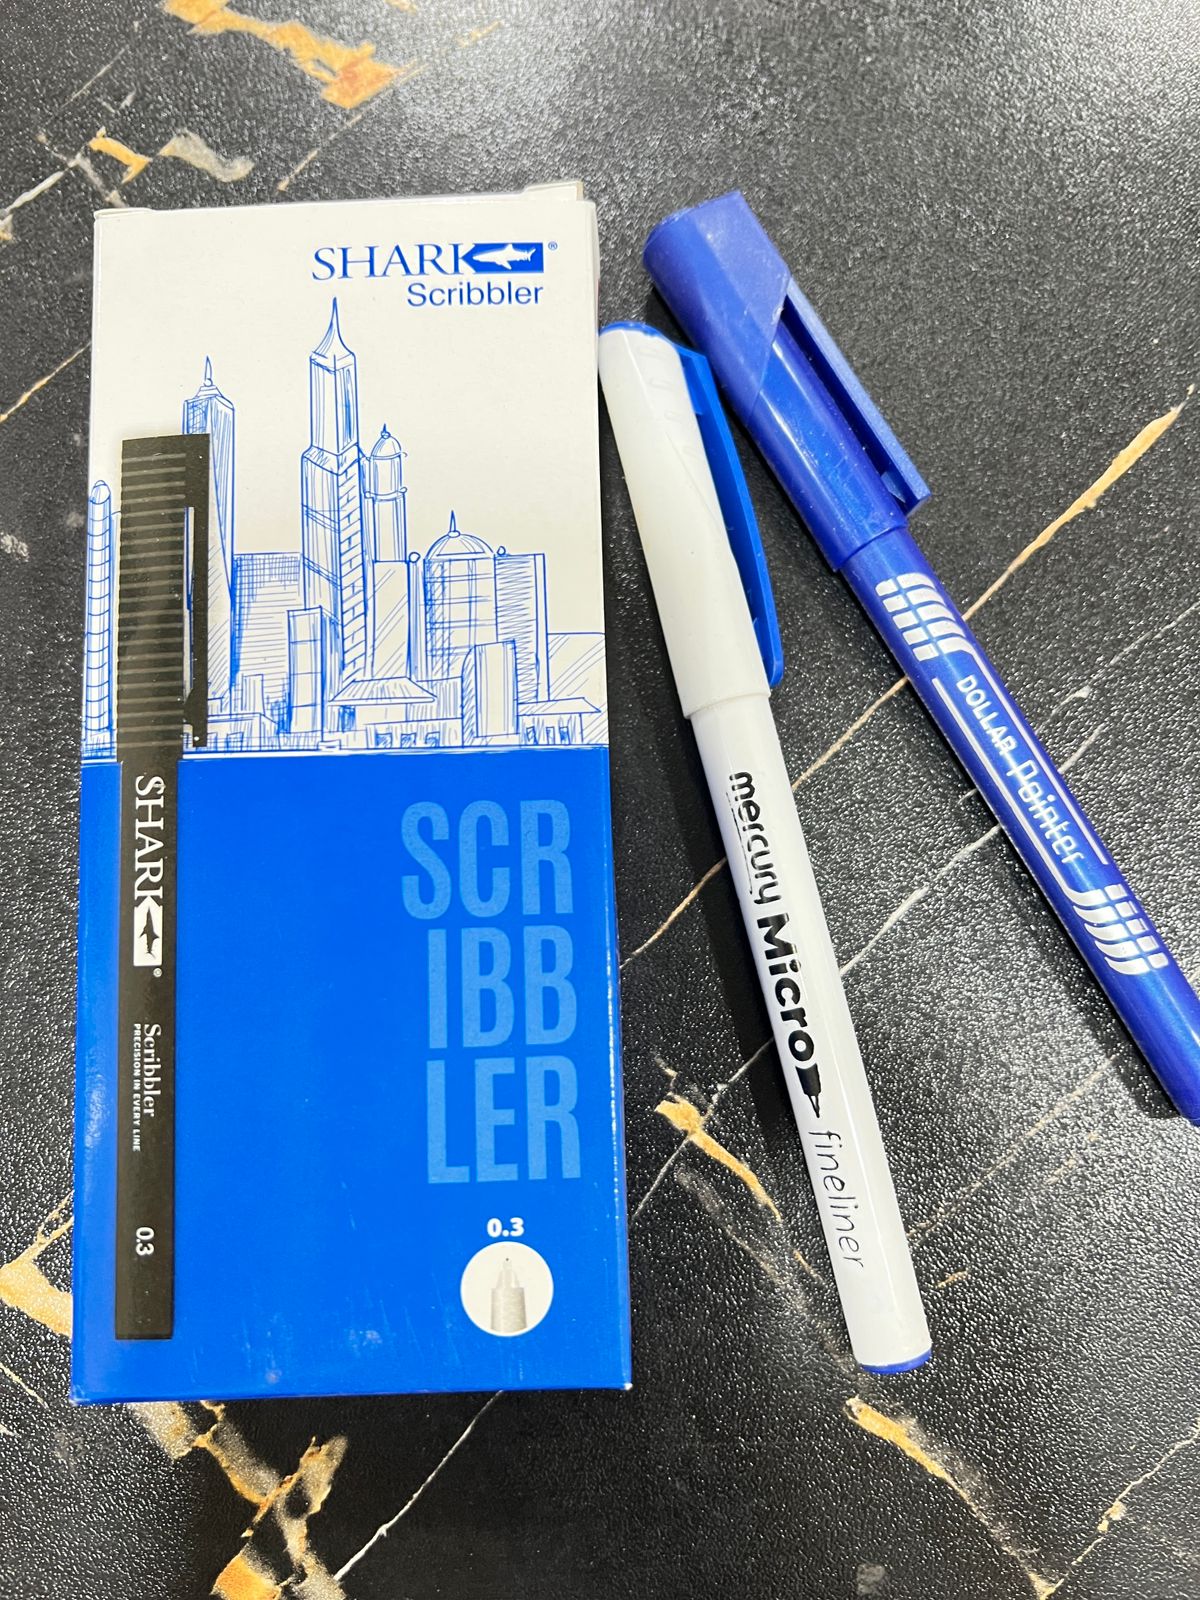 SHARK®
Scribbler
SHARK®
Scribbler
PRECISION IN EVERY LINE
0.3
SCR
IBB
LER
0.3
mercury Micro fineliner
DOLLAR Pointer